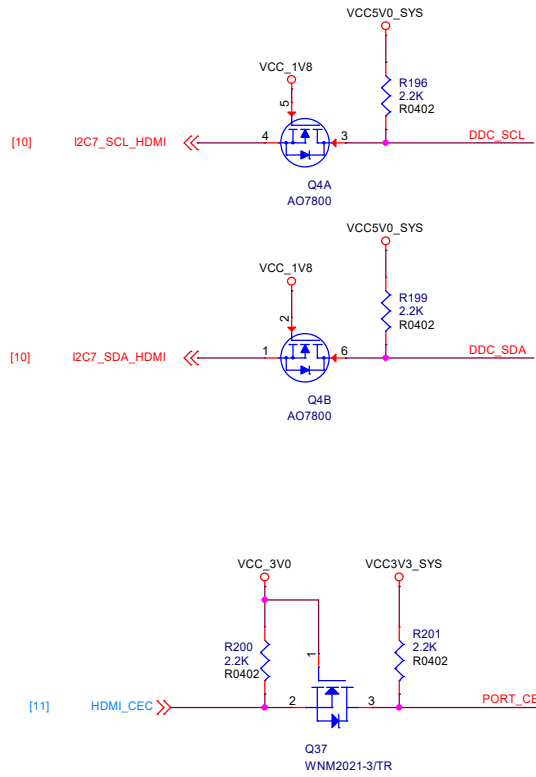 VCC5V0_SYS
VCC_1V8
5
R196
2.2K
R0402
[10]
I2C7_SCL_HDMI
4
3
DDC_SCL
Q4A
AO7800
VCC5V0_SYS
VCC_1V8
2
R199
2.2K
R0402
[10]
I2C7_SDA_HDMI
1
6
DDC_SDA
Q4B
AO7800
VCC_3V0
VCC3V3_SYS
R200
2.2K
R0402
1
R201
2.2K
R0402
[11]
HDMI_CEC
2
3
PORT_CE
Q37
WNM2021-3/TR